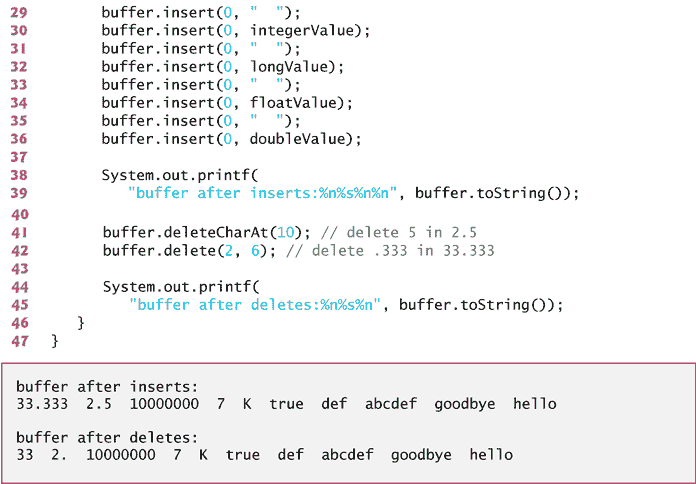 29 buffer.insert(0, "  ");
30 buffer.insert(0, integerValue);
31 buffer.insert(0, "  ");
32 buffer.insert(0, longValue);
33 buffer.insert(0, "  ");
34 buffer.insert(0, floatValue);
35 buffer.insert(0, "  ");
36 buffer.insert(0, doubleValue);
37
38 System.out.printf(
39 "buffer after inserts:%n%s%n%n", buffer.toString());
40
41 buffer.deleteCharAt(10); // delete 5 in 2.5
42 buffer.delete(2, 6); // delete .333 in 33.333
43
44 System.out.printf(
45 "buffer after deletes:%n%s%n", buffer.toString());
46 }
47 }
buffer after inserts:
33.333  2.5  10000000  7  K  true  def  abcdef  goodbye  hello
buffer after deletes:
33  2.  10000000  7  K  true  def  abcdef  goodbye  hello